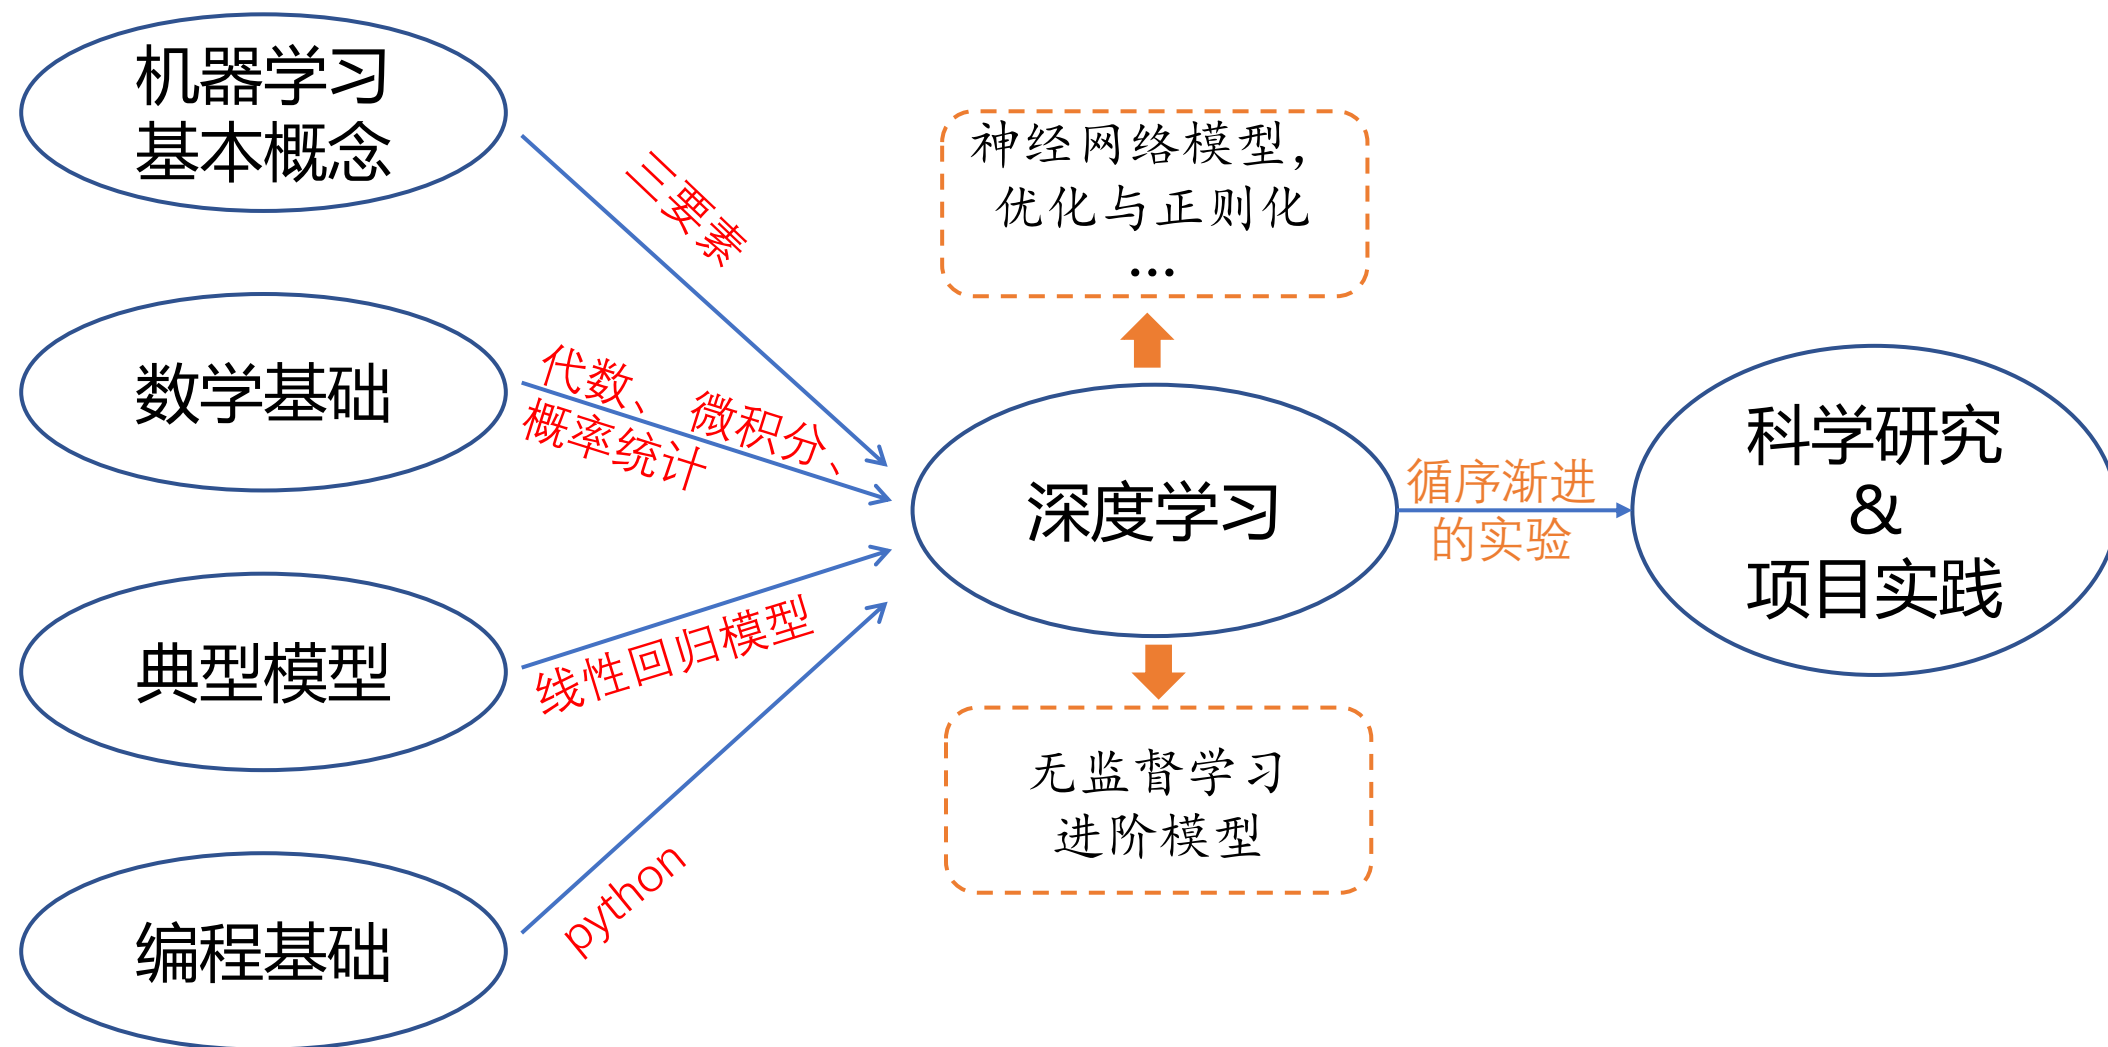 机器学习
基本概念
三要素
数学基础
代数、 微积分、
概率统计
典型模型
线性回归模型
编程基础
python
神经网络模型，
优化与正则化
...
深度学习
无监督学习
进阶模型
循序渐进
的实验
科学研究
&
项目实践